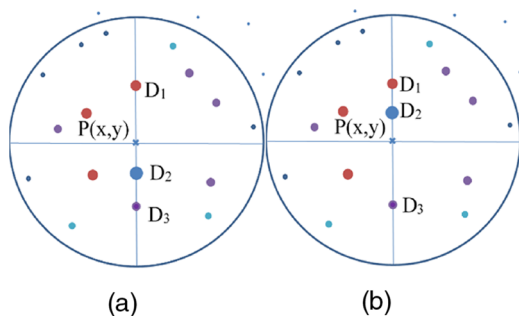 D₁
P(x,y)
D₂
D₃
D₁
D₂
P(x,y)
D₃
(a)
(b)